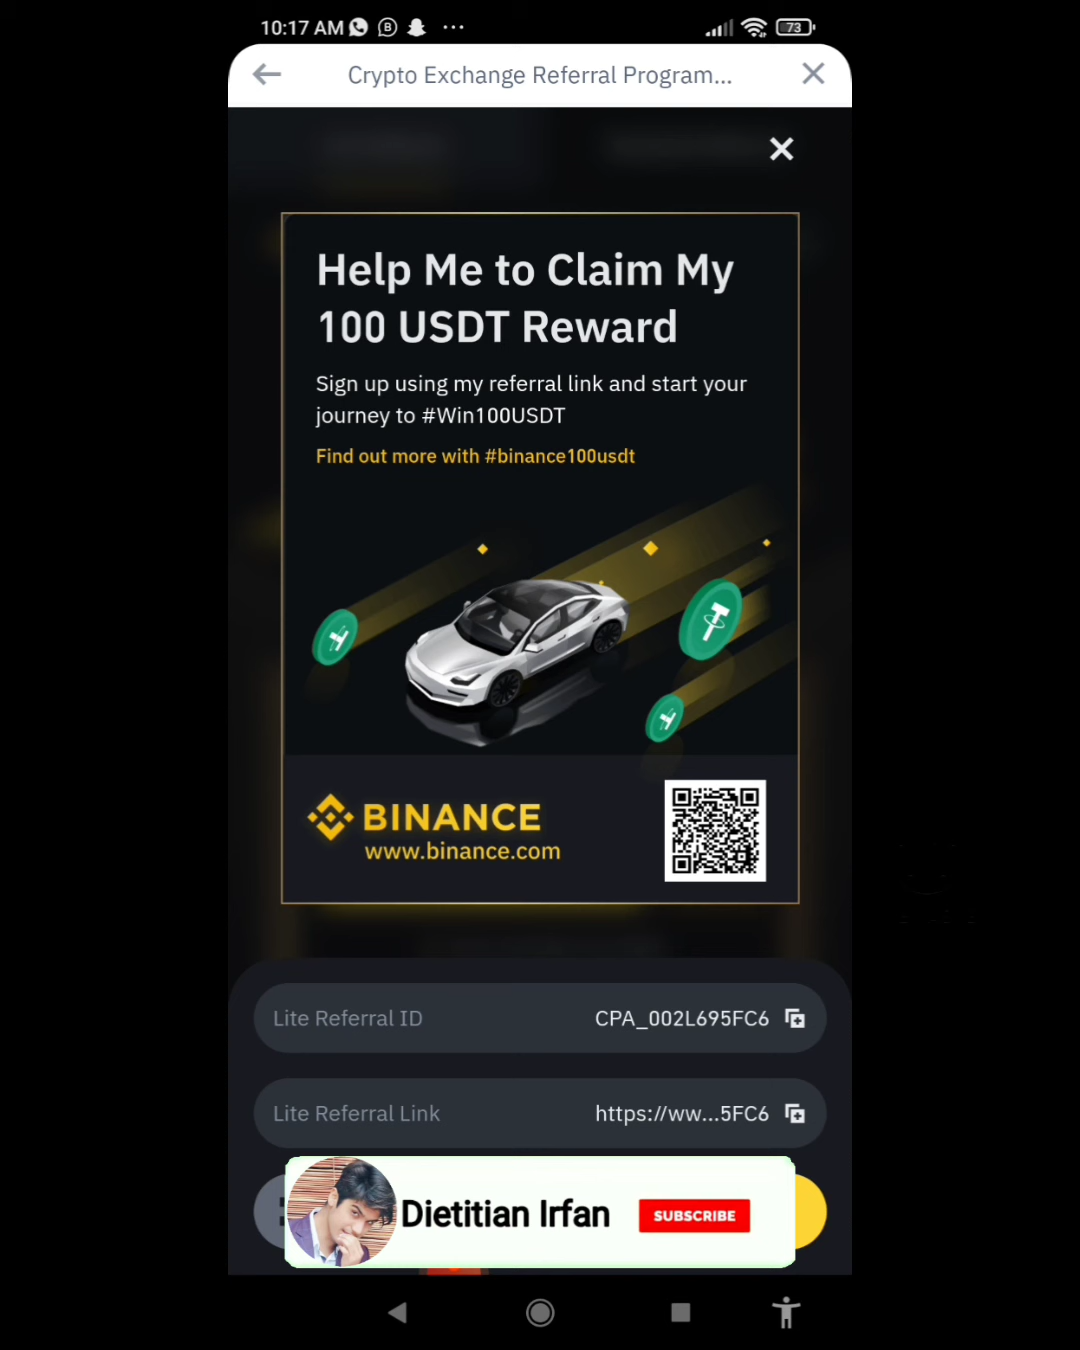 10:17 AM
73
Crypto Exchange Referral Program...
Help Me to Claim My
100 USDT Reward
Sign up using my referral link and start your
journey to #Win100USDT
Find out more with #binance100usdt
BINANCE
www.binance.com
Lite Referral ID CPA_002L695FC6
Lite Referral Link https://ww...5FC6
Dietitian Irfan SUBSCRIBE